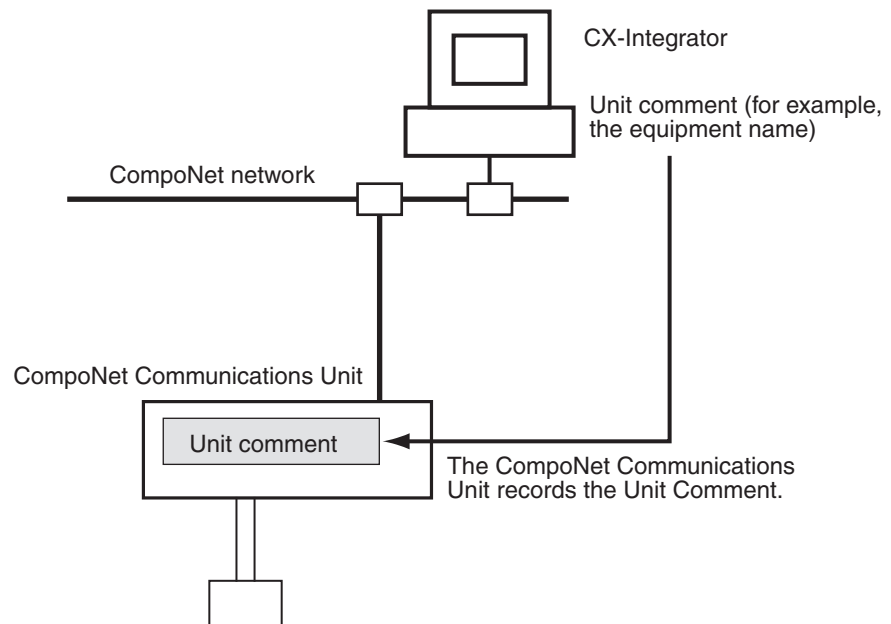 CX-Integrator
Unit comment (for example,
the equipment name)
CompoNet network
CompoNet Communications Unit
Unit comment
The CompoNet Communications
Unit records the Unit Comment.